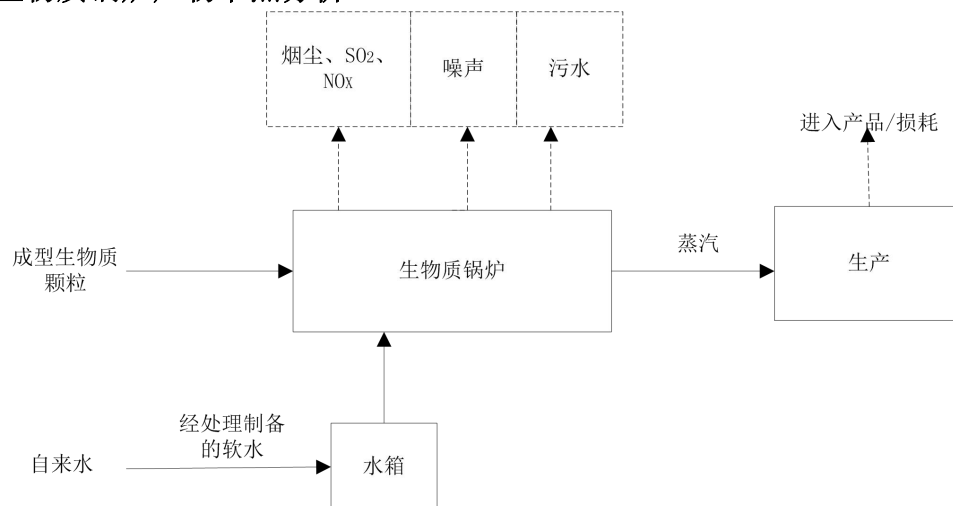 烟尘、SO2、
NOx
噪声
污水
进入产品/损耗
成型生物质
颗粒
生物质锅炉
蒸汽
生产
经处理制备
的软水
自来水
水箱